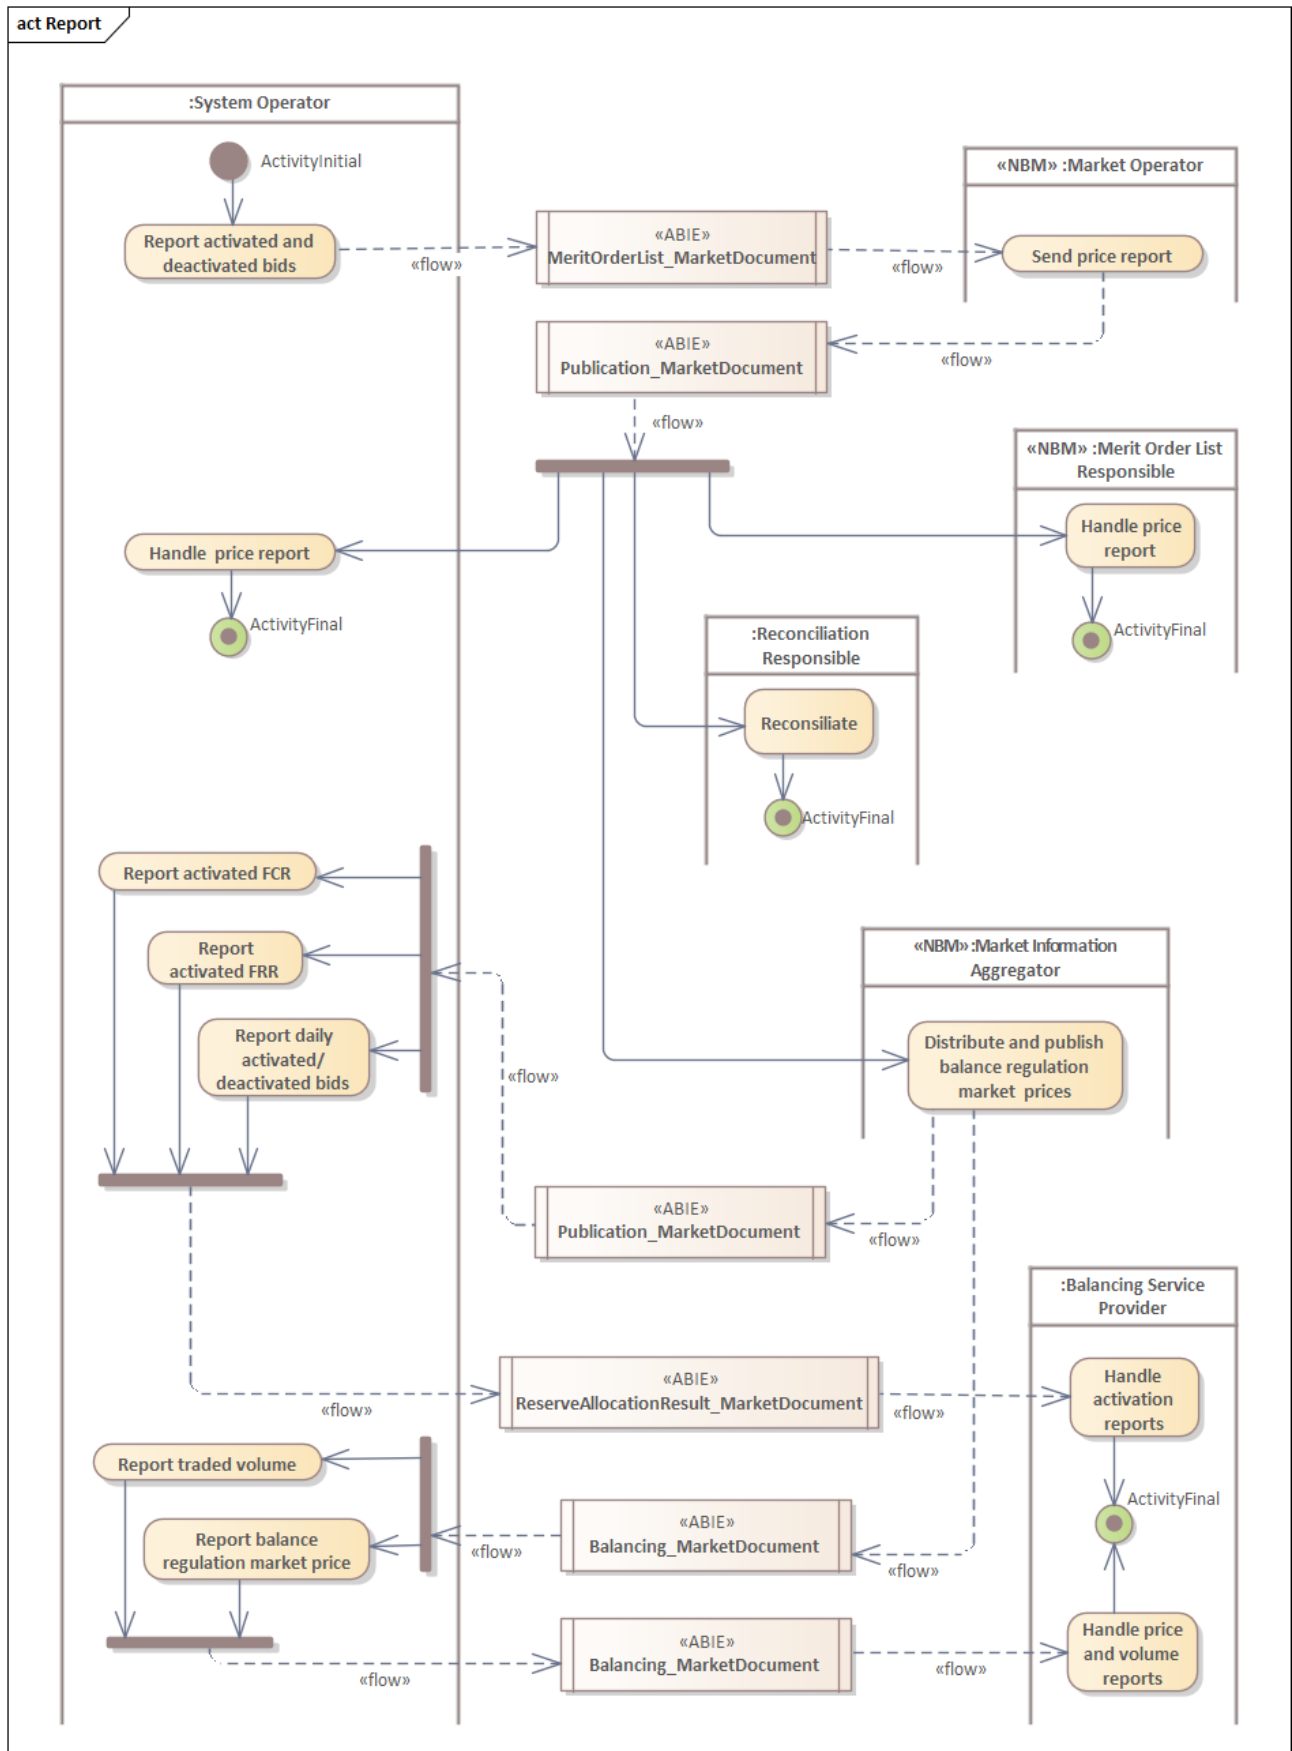 act Report
:System Operator
ActivityInitial
«NBM» :Market Operator
Report activated and
deactivated bids
«flow»
«ABIE»
MeritOrderList_MarketDocument
«flow»
Send price report
«ABIE»
Publication_MarketDocument
«flow»
«flow»
«NBM» :Merit Order List
Responsible
Handle price
report
ActivityFinal
Handle  price report
ActivityFinal
:Reconciliation
Responsible
Reconsiliate
ActivityFinal
Report activated FCR
Report
activated FRR
Report daily
activated/
deactivated bids
«flow»
«NBM» :Market Information
Aggregator
Distribute and publish
balance regulation
market  prices
«ABIE»
Publication_MarketDocument
«flow»
:Balancing Service
Provider
«flow»
«ABIE»
ReserveAllocationResult_MarketDocument
«flow»
Handle
activation
reports
ActivityFinal
Report traded volume
Report balance
regulation market price
«flow»
«ABIE»
Balancing_MarketDocument
«flow»
«flow»
«ABIE»
Balancing_MarketDocument
«flow»
Handle price
and volume
reports